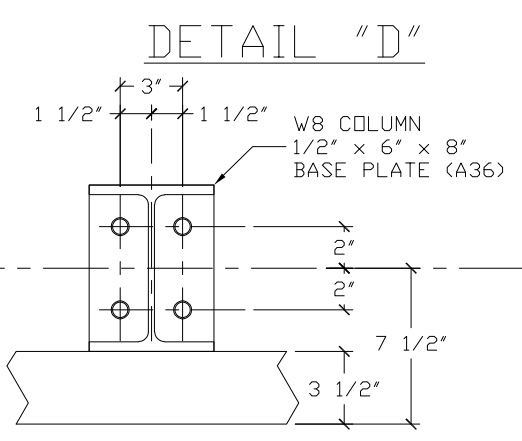 DETAIL "D"
3"
1 1/2" 1 1/2"
W8 COLUMN
1/2" x 6" x 8"
BASE PLATE (A36)
2"
2"
7 1/2"
3 1/2"